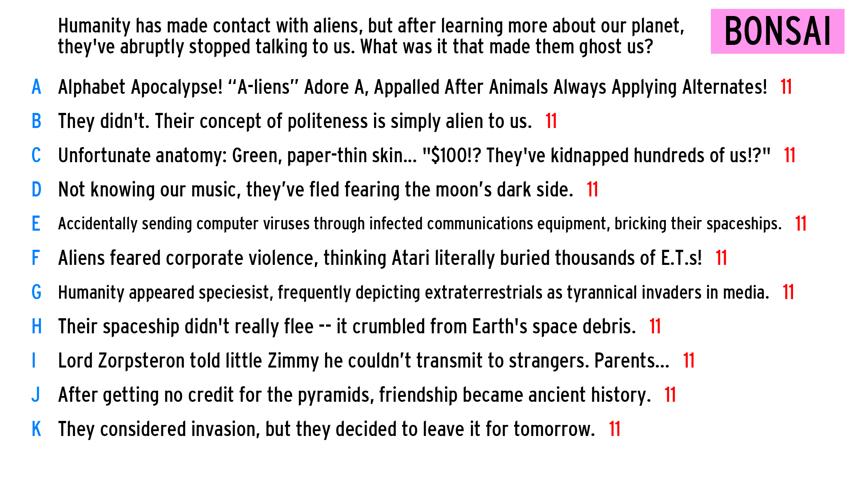 Humanity has made contact with aliens, but after learning more about our planet,
they've abruptly stopped talking to us. What was it that made them ghost us?
BONSAI
A Alphabet Apocalypse! “A-liens” Adore A, Appalled After Animals Always Applying Alternates! 11
B They didn't. Their concept of politeness is simply alien to us. 11
C Unfortunate anatomy: Green, paper-thin skin... "$100!? They've kidnapped hundreds of us!?" 11
D Not knowing our music, they’ve fled fearing the moon’s dark side. 11
E Accidentally sending computer viruses through infected communications equipment, bricking their spaceships. 11
F Aliens feared corporate violence, thinking Atari literally buried thousands of E.T.s! 11
G Humanity appeared speciesist, frequently depicting extraterrestrials as tyrannical invaders in media. 11
H Their spaceship didn't really flee -- it crumbled from Earth's space debris. 11
I Lord Zorpsteron told little Zimmy he couldn’t transmit to strangers. Parents... 11
J After getting no credit for the pyramids, friendship became ancient history. 11
K They considered invasion, but they decided to leave it for tomorrow. 11